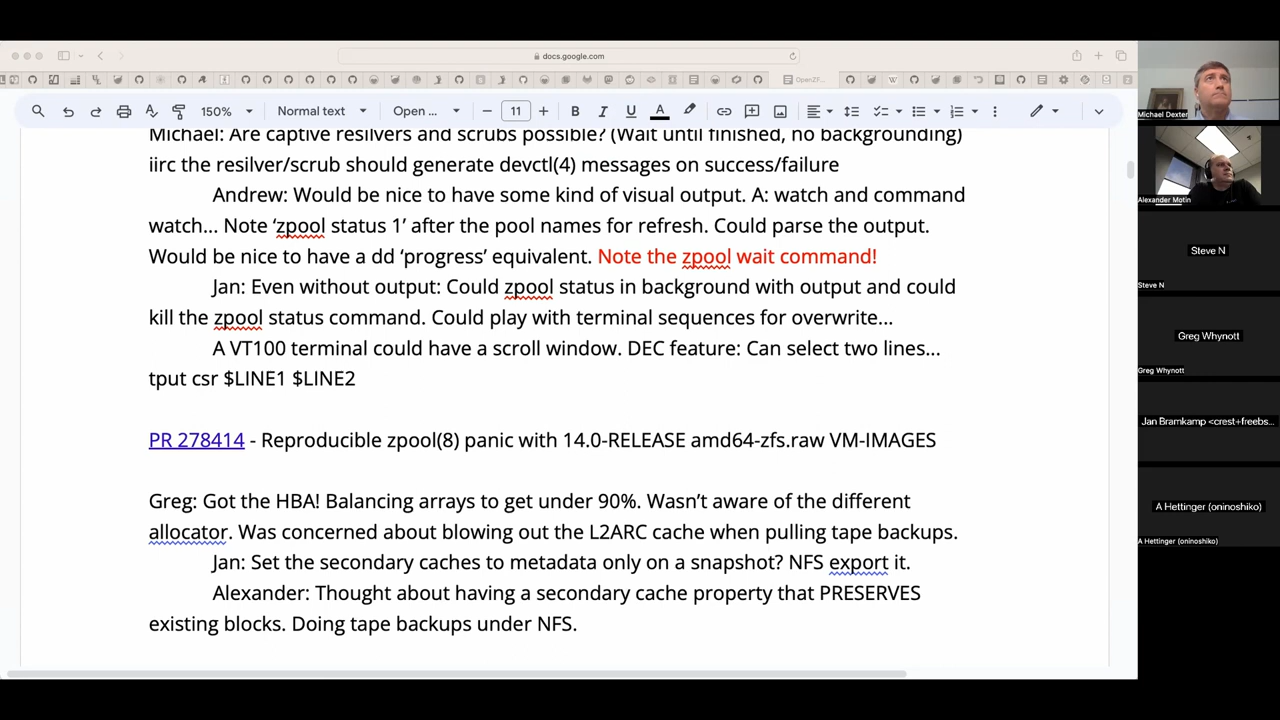 docs.google.com
OpenZF...
150%
Normal text
Open ...
11
Michael: Are captive resilvers and scrubs possible? (Wait until finished, no backgrounding)
iirc the resilver/scrub should generate devctl(4) messages on success/failure
Andrew: Would be nice to have some kind of visual output. A: watch and command
watch... Note ‘zpool status 1’ after the pool names for refresh. Could parse the output.
Would be nice to have a dd ‘progress’ equivalent. Note the zpool wait command!
Jan: Even without output: Could zpool status in background with output and could
kill the zpool status command. Could play with terminal sequences for overwrite...
A VT100 terminal could have a scroll window. DEC feature: Can select two lines...
tput csr $LINE1 $LINE2
PR 278414 - Reproducible zpool(8) panic with 14.0-RELEASE amd64-zfs.raw VM-IMAGES
Greg: Got the HBA! Balancing arrays to get under 90%. Wasn’t aware of the different
allocator. Was concerned about blowing out the L2ARC cache when pulling tape backups.
Jan: Set the secondary caches to metadata only on a snapshot? NFS export it.
Alexander: Thought about having a secondary cache property that PRESERVES
existing blocks. Doing tape backups under NFS.
Michael Dexter
Alexander Motin
Steve N
Steve N
Greg Whynott
Greg Whynott
Jan Bramkamp <crest+freebs...
A Hettinger (oninoshiko)
A Hettinger (oninoshiko)